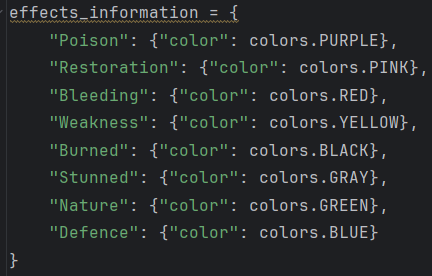 effects_information = {
    "Poison": {"color": colors.PURPLE},
    "Restoration": {"color": colors.PINK},
    "Bleeding": {"color": colors.RED},
    "Weakness": {"color": colors.YELLOW},
    "Burned": {"color": colors.BLACK},
    "Stunned": {"color": colors.GRAY},
    "Nature": {"color": colors.GREEN},
    "Defence": {"color": colors.BLUE}
}